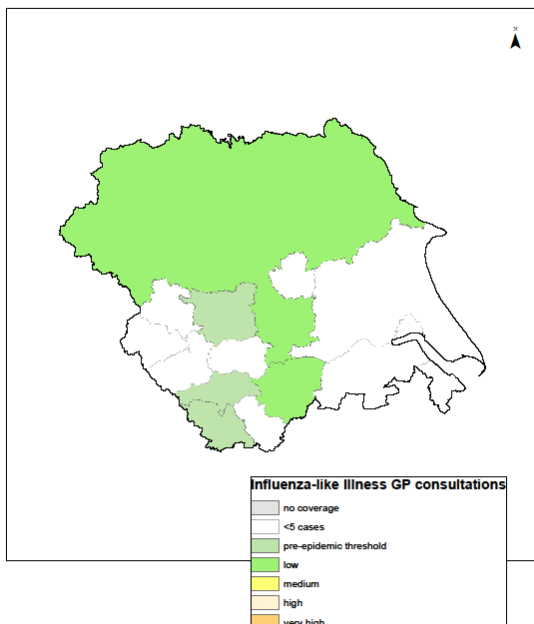 N
Influenza-like Illness GP consultations
no coverage
<5 cases
pre-epidemic threshold
low
medium
high
very high